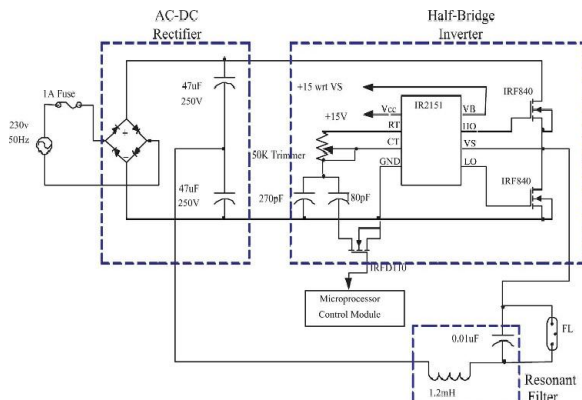 AC-DC
Rectifier
Half-Bridge
Inverter
1A Fuse
230v
50Hz
47uF
250V
47uF
250V
+15 wrt VS
+15V
50K Trimmer
270pF
80pF
Vcc
RT
CT
GND
IR2151
VB
HO
VS
LO
IRF840
IRF840
IRFD110
Microprocessor
Control Module
0.01uF
FL
1.2mH
Resonant
Filter